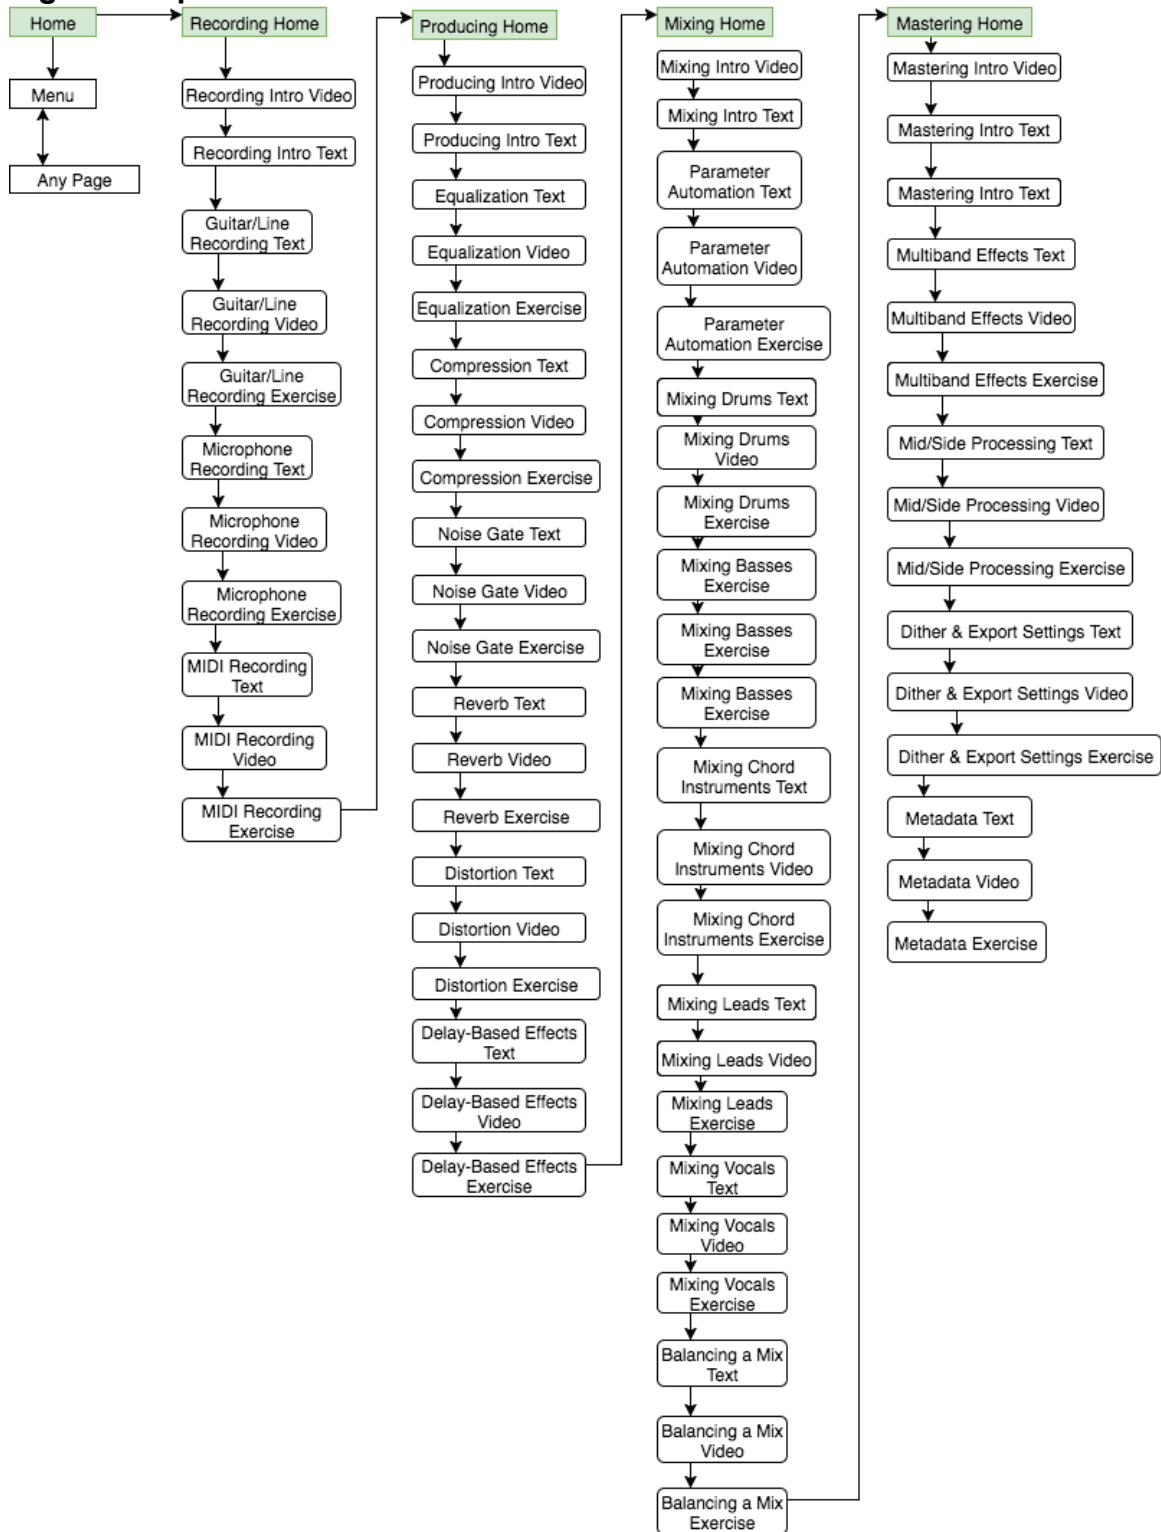 Home
Menu
Any Page
Recording Home
Recording Intro Video
Recording Intro Text
Guitar/Line
Recording Text
Guitar/Line
Recording Video
Guitar/Line
Recording Exercise
Microphone
Recording Text
Microphone
Recording Video
Microphone
Recording Exercise
MIDI Recording
Text
MIDI Recording
Video
MIDI Recording
Exercise
Producing Home
Producing Intro Video
Producing Intro Text
Equalization Text
Equalization Video
Equalization Exercise
Compression Text
Compression Video
Compression Exercise
Noise Gate Text
Noise Gate Video
Noise Gate Exercise
Reverb Text
Reverb Video
Reverb Exercise
Distortion Text
Distortion Video
Distortion Exercise
Delay-Based Effects
Text
Delay-Based Effects
Video
Delay-Based Effects
Exercise
Mixing Home
Mixing Intro Video
Mixing Intro Text
Parameter
Automation Text
Parameter
Automation Video
Parameter
Automation Exercise
Mixing Drums Text
Mixing Drums
Video
Mixing Drums
Exercise
Mixing Basses
Exercise
Mixing Basses
Exercise
Mixing Basses
Exercise
Mixing Chord
Instruments Text
Mixing Chord
Instruments Video
Mixing Chord
Instruments Exercise
Mixing Leads Text
Mixing Leads Video
Mixing Leads
Exercise
Mixing Vocals
Text
Mixing Vocals
Video
Mixing Vocals
Exercise
Balancing a Mix
Text
Balancing a Mix
Video
Balancing a Mix
Exercise
Mastering Home
Mastering Intro Video
Mastering Intro Text
Mastering Intro Text
Multiband Effects Text
Multiband Effects Video
Multiband Effects Exercise
Mid/Side Processing Text
Mid/Side Processing Video
Mid/Side Processing Exercise
Dither & Export Settings Text
Dither & Export Settings Video
Dither & Export Settings Exercise
Metadata Text
Metadata Video
Metadata Exercise